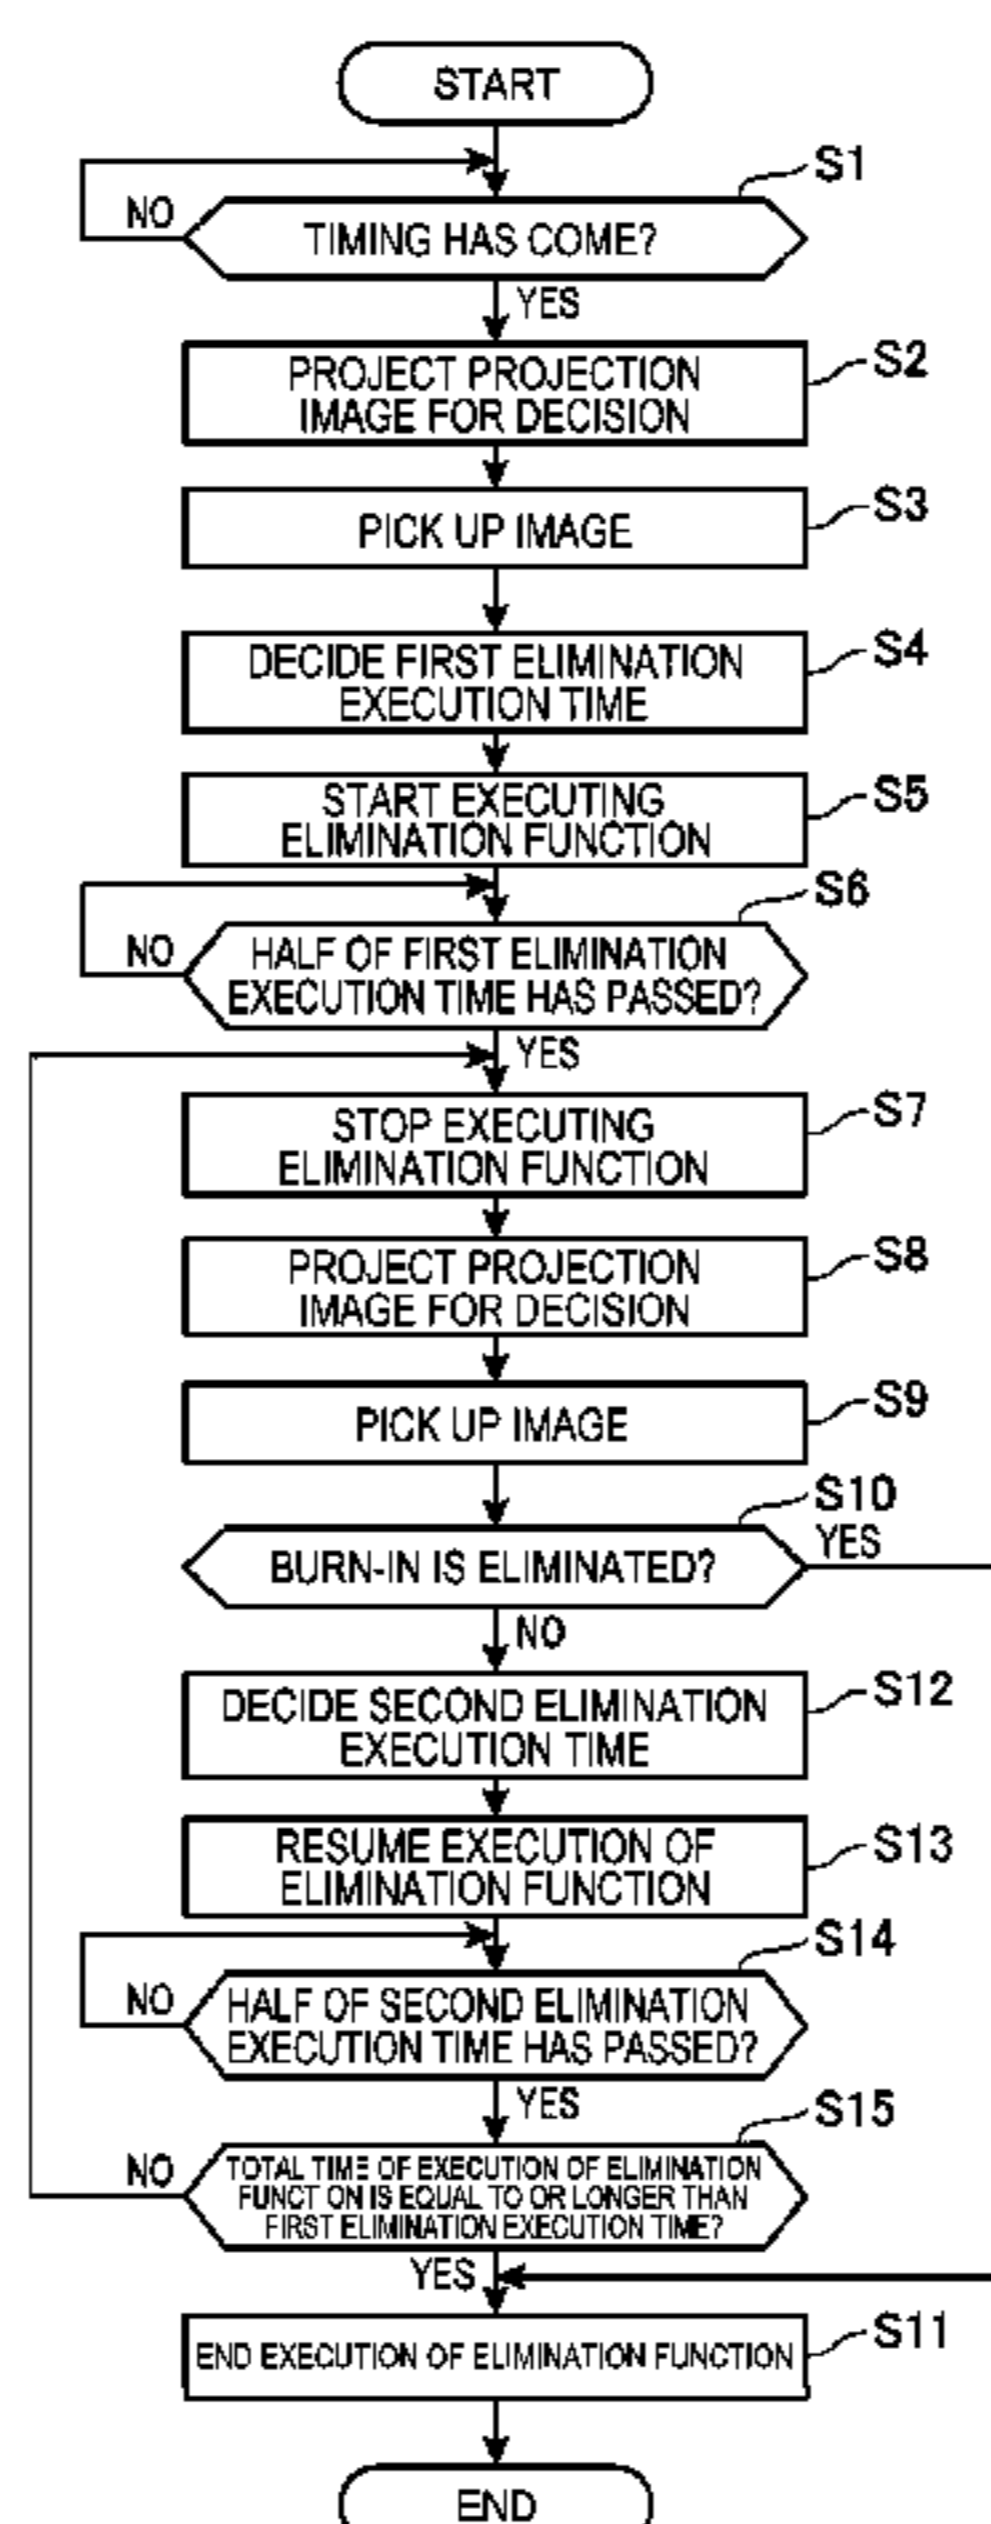 START
S1
NO
TIMING HAS COME?
YES
S2
PROJECT PROJECTION
IMAGE FOR DECISION
S3
PICK UP IMAGE
S4
DECIDE FIRST ELIMINATION
EXECUTION TIME
S5
START EXECUTING
ELIMINATION FUNCTION
S6
NO
HALF OF FIRST ELIMINATION
EXECUTION TIME HAS PASSED?
YES
S7
STOP EXECUTING
ELIMINATION FUNCTION
S8
PROJECT PROJECTION
IMAGE FOR DECISION
S9
PICK UP IMAGE
S10
YES
BURN-IN IS ELIMINATED?
NO
S12
DECIDE SECOND ELIMINATION
EXECUTION TIME
S13
RESUME EXECUTION OF
ELIMINATION FUNCTION
S14
NO
HALF OF SECOND ELIMINATION
EXECUTION TIME HAS PASSED?
YES
S15
NO
TOTAL TIME OF EXECUTION OF ELIMINATION
FUNCT ON IS EQUAL TO OR LONGER THAN
FIRST ELIMINATION EXECUTION TIME?
YES
S11
END EXECUTION OF ELIMINATION FUNCTION
END